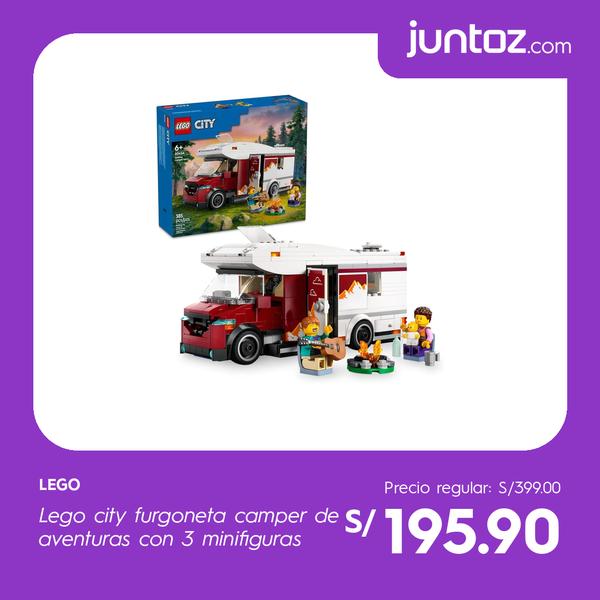 juntoz.com
LEGO CITY
6+
385
LEGO
Precio regular: S/399.00
Lego city furgoneta camper de
aventuras con 3 minifiguras
S/ 195.90